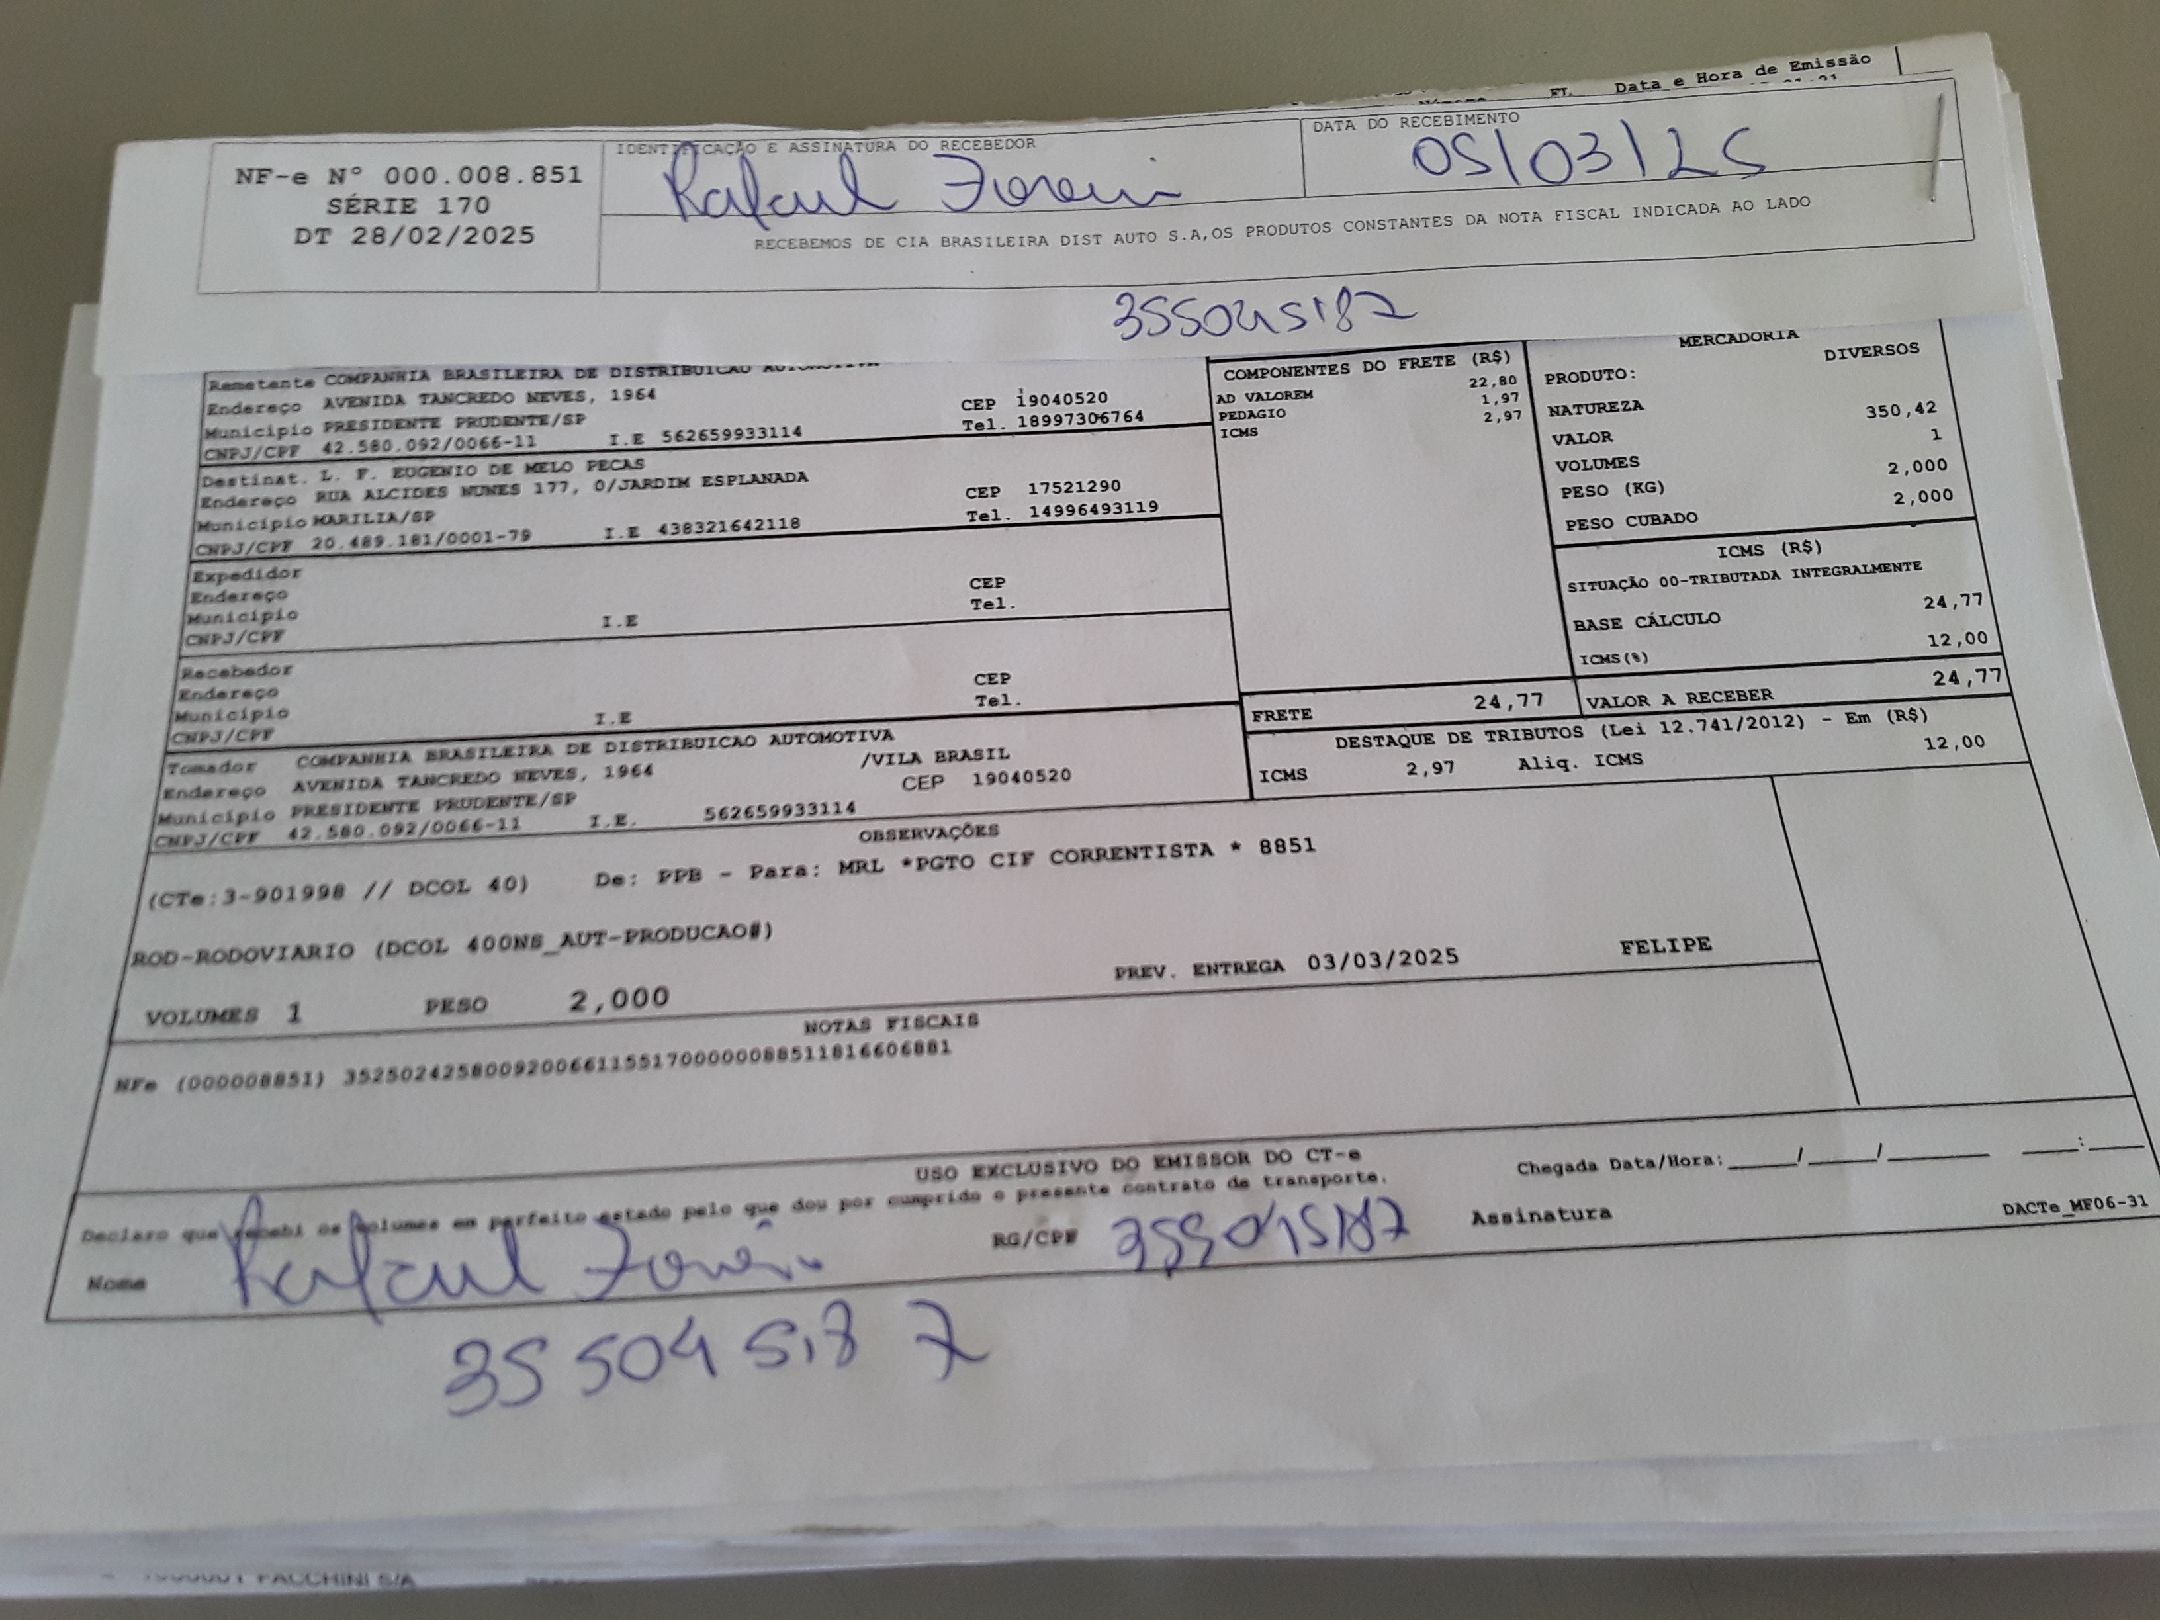 Data e Hora de Emissão
NF-e N° 000.008.851
SÉRIE 170
DT 28/02/2025
IDENTIFICAÇÃO E ASSINATURA DO RECEBEDOR
Rafael
DATA DO RECEBIMENTO
05/03/25
RECEBEMOS DE CIA BRASILEIRA DIST AUTO S.A,OS PRODUTOS CONSTANTES DA NOTA FISCAL INDICADA AO LADO
355045187
Remetente COMPANHIA BRASILEIRA DE DISTRIBUICAO AUTOMOTIVA
Endereço AVENIDA TANCREDO NEVES, 1964 CEP 19040520
Município PRESIDENTE PRUDENTE/SP Tel. 18997306764
CNPJ/CPF 42.580.092/0066-11 I.E 562659933114
Destinat. L. F. EUGENIO DE MELO PECAS
Endereço RUA ALCIDES NUNES 177, 0/JARDIM ESPLANADA CEP 17521290
Município MARILIA/SP Tel. 14996493119
CNPJ/CPF 20.489.181/0001-79 I.E 438321642118
Expedidor
Endereço CEP
Município Tel.
CNPJ/CPF I.E
Recebedor
Endereço CEP
Município Tel.
CNPJ/CPF I.E
Tomador COMPANHIA BRASILEIRA DE DISTRIBUICAO AUTOMOTIVA
Endereço AVENIDA TANCREDO NEVES, 1964 /VILA BRASIL
Município PRESIDENTE PRUDENTE/SP CEP 19040520
CNPJ/CPF 42.580.092/0066-11 I.E. 562659933114
COMPONENTES DO FRETE (R$)
AD VALOREM 22,80
PEDAGIO 1,97
ICMS 2,97
FRETE 24,77
MERCADORIA
PRODUTO: DIVERSOS
NATUREZA
VALOR 350,42
VOLUMES 1
PESO (KG) 2,000
PESO CUBADO 2,000
ICMS (R$)
SITUAÇÃO 00-TRIBUTADA INTEGRALMENTE
BASE CÁLCULO 24,77
ICMS(%) 12,00
VALOR A RECEBER 24,77
DESTAQUE DE TRIBUTOS (Lei 12.741/2012) - Em (R$)
ICMS 2,97 Aliq. ICMS 12,00
OBSERVAÇÕES
(CTe:3-901998 // DCOL 40) De: PPB - Para: MRL *PGTO CIF CORRENTISTA * 8851
ROD-RODOVIARIO (DCOL 400NS_AUT-PRODUCAO#)
VOLUMES 1 PESO 2,000 PREV. ENTREGA 03/03/2025 FELIPE
NOTAS FISCAIS
NFe (000008851) 35250242580092006611551700000088511816606881
USO EXCLUSIVO DO EMISSOR DO CT-e
Declaro que recebi os volumes em perfeito estado pelo que dou por cumprido o presente contrato de transporte.
Chegada Data/Hora:_____/_____/_______ ___:____
Nome Rafael RG/CPF 355045187 Assinatura
DACTe_MF06-31
355045187
FACCHINI S/A